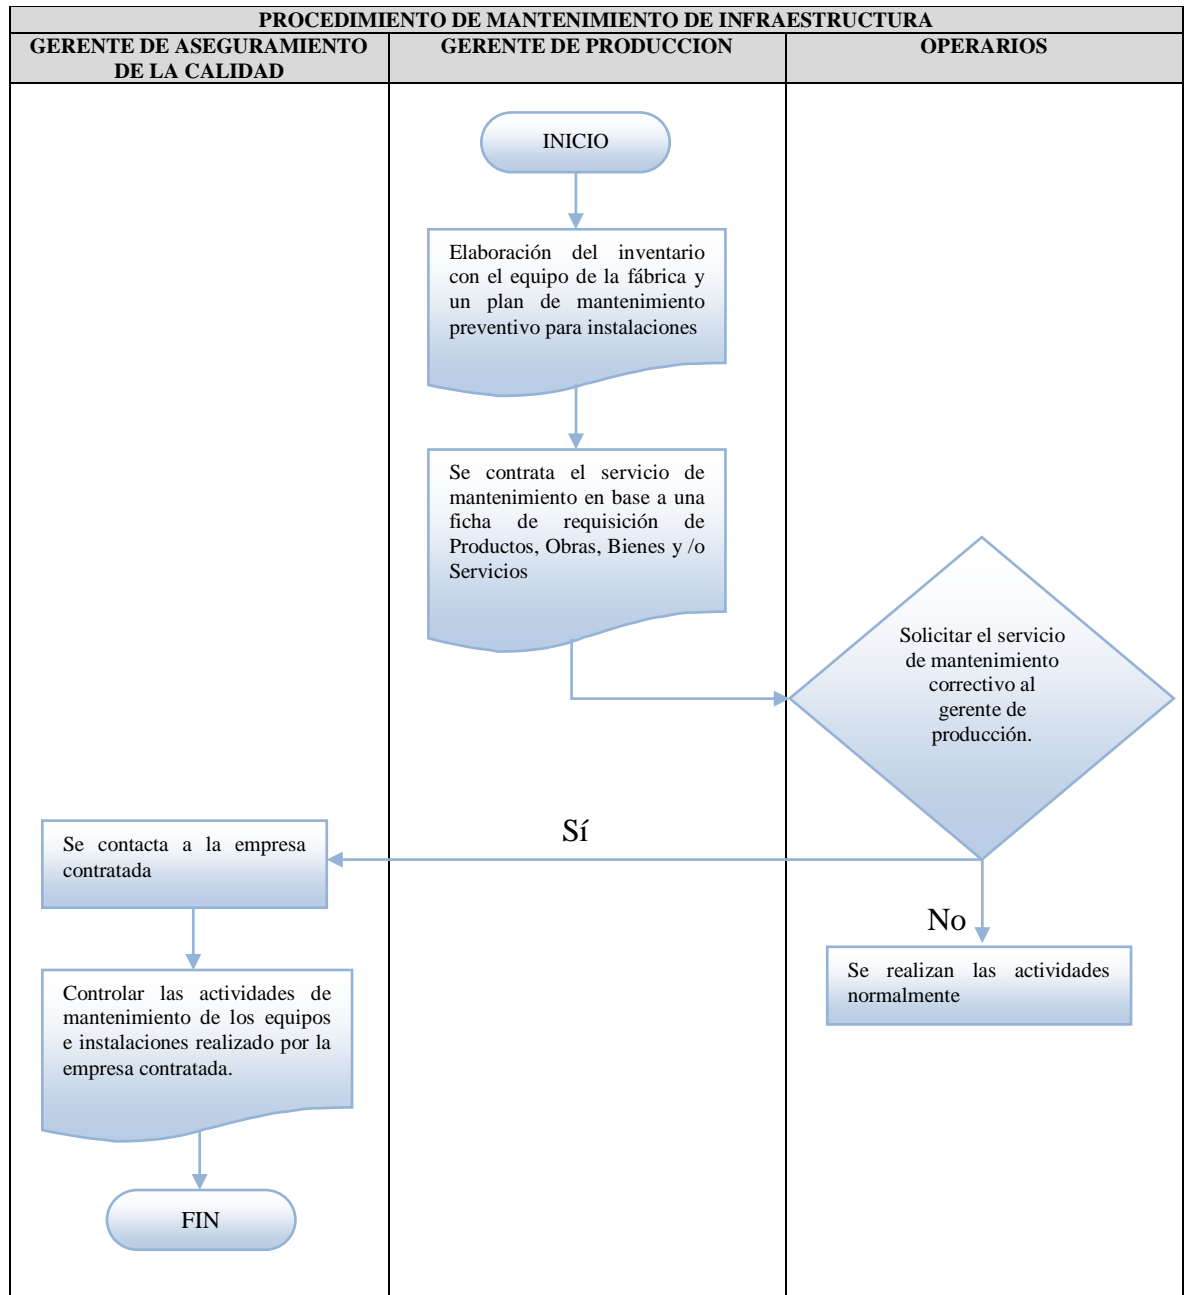 PROCEDIMIENTO DE MANTENIMIENTO DE INFRAESTRUCTURA
GERENTE DE ASEGURAMIENTO
DE LA CALIDAD
GERENTE DE PRODUCCION
OPERARIOS
INICIO
Elaboración del inventario
con el equipo de la fábrica y
un plan de mantenimiento
preventivo para instalaciones
Se contrata el servicio de
mantenimiento en base a una
ficha de requisición de
Productos, Obras, Bienes y /o
Servicios
Solicitar el servicio
de mantenimiento
correctivo al
gerente de
producción.
Sí
No
Se contacta a la empresa
contratada
Se realizan las actividades
normalmente
Controlar las actividades de
mantenimiento de los equipos
e instalaciones realizado por la
empresa contratada.
FIN